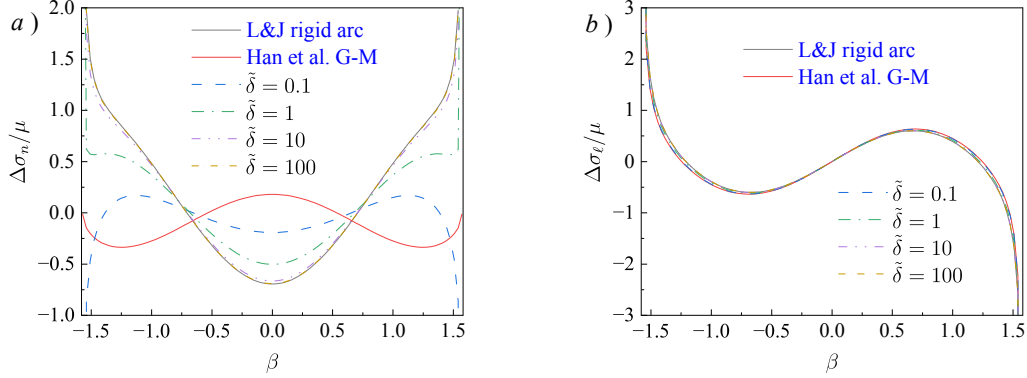 a )
L&J rigid arc
Han et al. G-M
δ̃ = 0.1
δ̃ = 1
δ̃ = 10
δ̃ = 100
Δσₙ/μ
2.0
1.5
1.0
0.5
0.0
−0.5
−1.0
−1.5 −1.0 −0.5 0.0 0.5 1.0 1.5
β
b )
L&J rigid arc
Han et al. G-M
δ̃ = 0.1
δ̃ = 1
δ̃ = 10
δ̃ = 100
Δσ_ℓ/μ
3
2
1
0
−1
−2
−3
−1.5 −1.0 −0.5 0.0 0.5 1.0 1.5
β